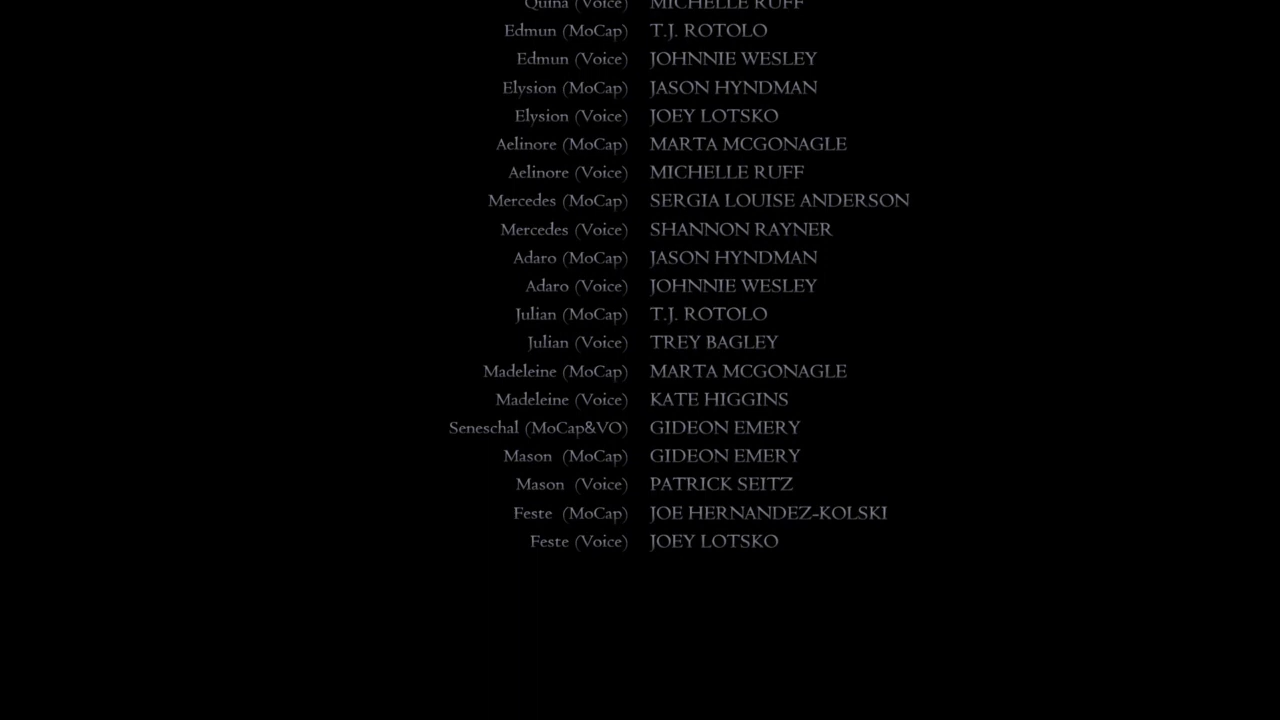 Quina (Voice) MICHELLE RUFF
Edmun (MoCap) T.J. ROTOLO
Edmun (Voice) JOHNNIE WESLEY
Elysion (MoCap) JASON HYNDMAN
Elysion (Voice) JOEY LOTSKO
Aelinore (MoCap) MARTA MCGONAGLE
Aelinore (Voice) MICHELLE RUFF
Mercedes (MoCap) SERGIA LOUISE ANDERSON
Mercedes (Voice) SHANNON RAYNER
Adaro (MoCap) JASON HYNDMAN
Adaro (Voice) JOHNNIE WESLEY
Julian (MoCap) T.J. ROTOLO
Julian (Voice) TREY BAGLEY
Madeleine (MoCap) MARTA MCGONAGLE
Madeleine (Voice) KATE HIGGINS
Seneschal (MoCap&VO) GIDEON EMERY
Mason (MoCap) GIDEON EMERY
Mason (Voice) PATRICK SEITZ
Feste (MoCap) JOE HERNANDEZ-KOLSKI
Feste (Voice) JOEY LOTSKO